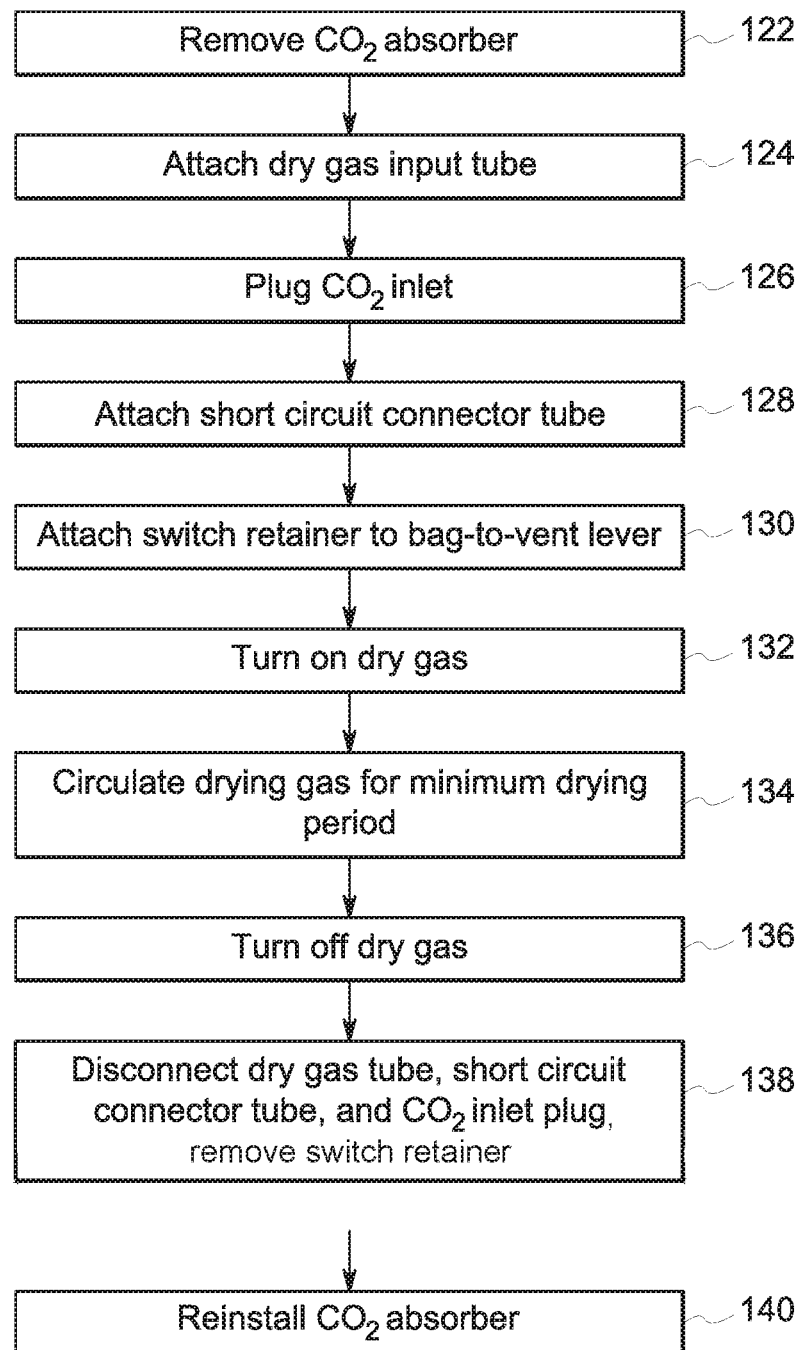 Remove CO₂ absorber 122
Attach dry gas input tube 124
Plug CO₂ inlet 126
Attach short circuit connector tube 128
Attach switch retainer to bag-to-vent lever 130
Turn on dry gas 132
Circulate drying gas for minimum drying
period 134
Turn off dry gas 136
Disconnect dry gas tube, short circuit
connector tube, and CO₂ inlet plug, 138
remove switch retainer
Reinstall CO₂ absorber 140